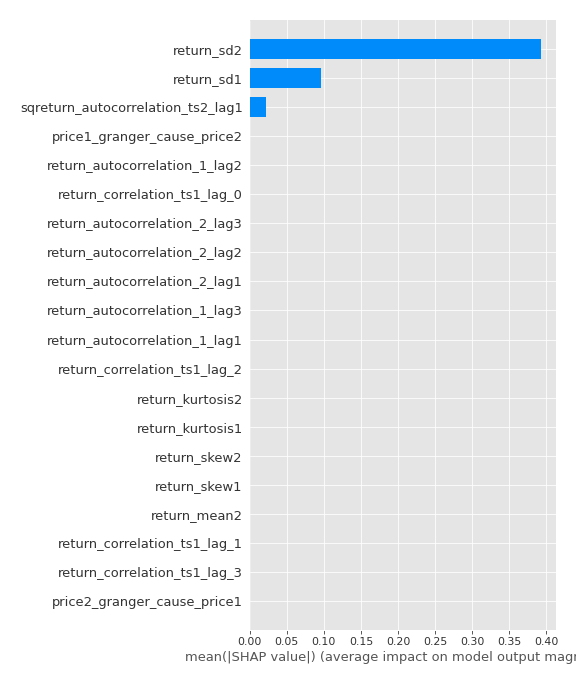 return_sd2
return_sd1
sqreturn_autocorrelation_ts2_lag1
price1_granger_cause_price2
return_autocorrelation_1_lag2
return_correlation_ts1_lag_0
return_autocorrelation_2_lag3
return_autocorrelation_2_lag2
return_autocorrelation_2_lag1
return_autocorrelation_1_lag3
return_autocorrelation_1_lag1
return_correlation_ts1_lag_2
return_kurtosis2
return_kurtosis1
return_skew2
return_skew1
return_mean2
return_correlation_ts1_lag_1
return_correlation_ts1_lag_3
price2_granger_cause_price1
0.00 0.05 0.10 0.15 0.20 0.25 0.30 0.35 0.40
mean(|SHAP value|) (average impact on model output magn